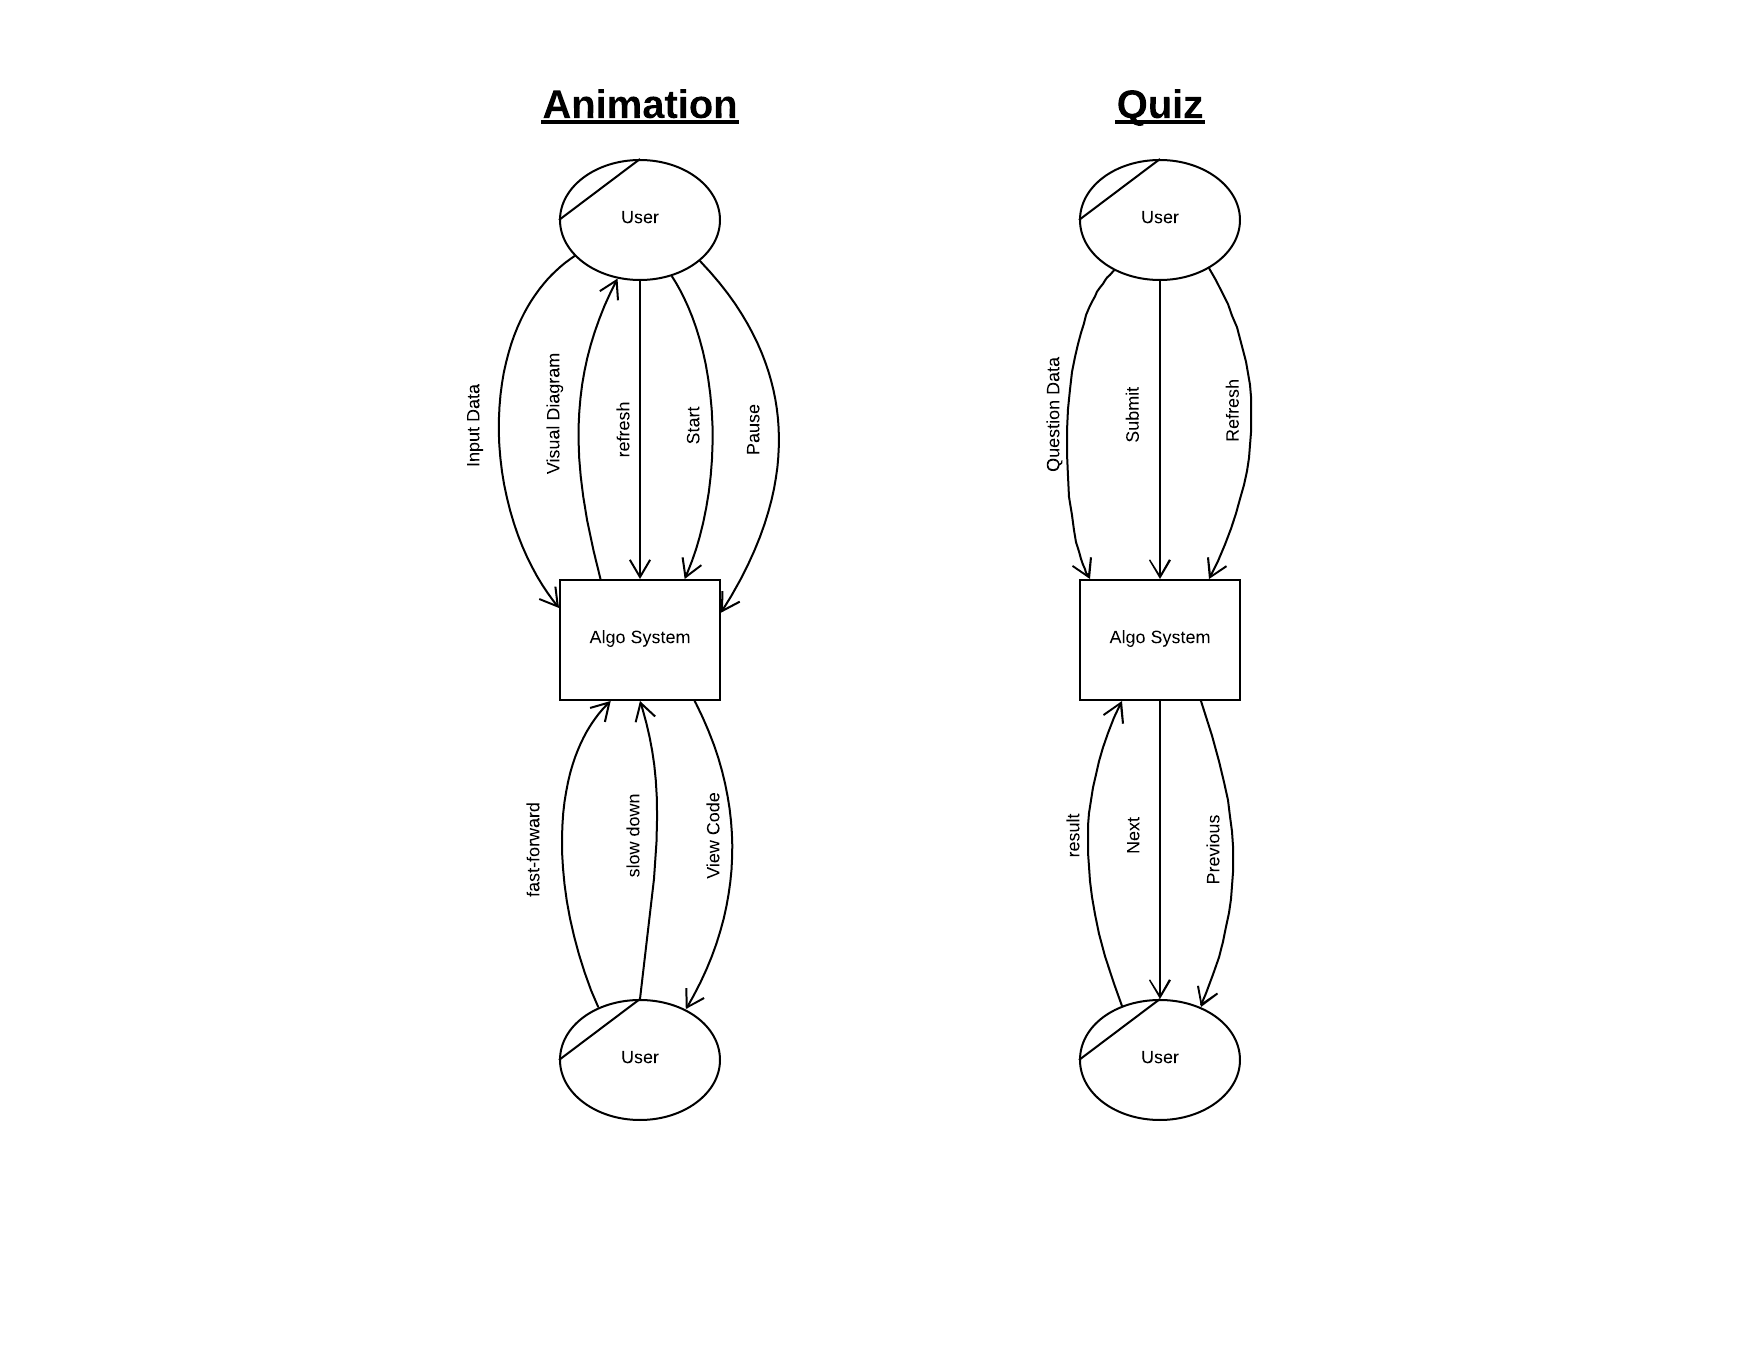 Animation
User
Input Data
Visual Diagram
refresh
Start
Pause
Algo System
fast-forward
slow down
View Code
User
Quiz
User
Question Data
Submit
Refresh
Algo System
result
Next
Previous
User